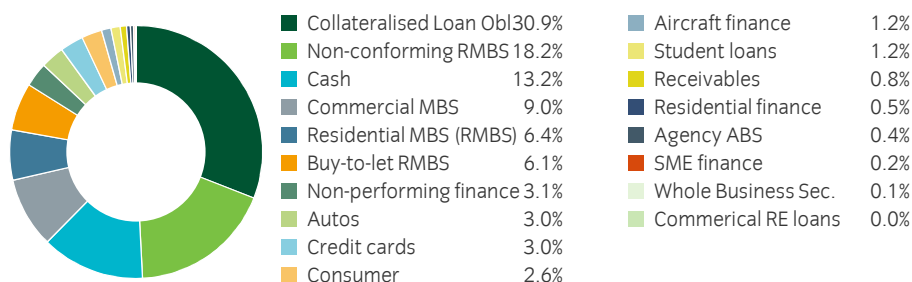 Collateralised Loan Obl30.9%
Non-conforming RMBS 18.2%
Cash 13.2%
Commercial MBS 9.0%
Residential MBS (RMBS) 6.4%
Buy-to-let RMBS 6.1%
Non-performing finance 3.1%
Autos 3.0%
Credit cards 3.0%
Consumer 2.6%
Aircraft finance 1.2%
Student loans 1.2%
Receivables 0.8%
Residential finance 0.5%
Agency ABS 0.4%
SME finance 0.2%
Whole Business Sec. 0.1%
Commerical RE loans 0.0%